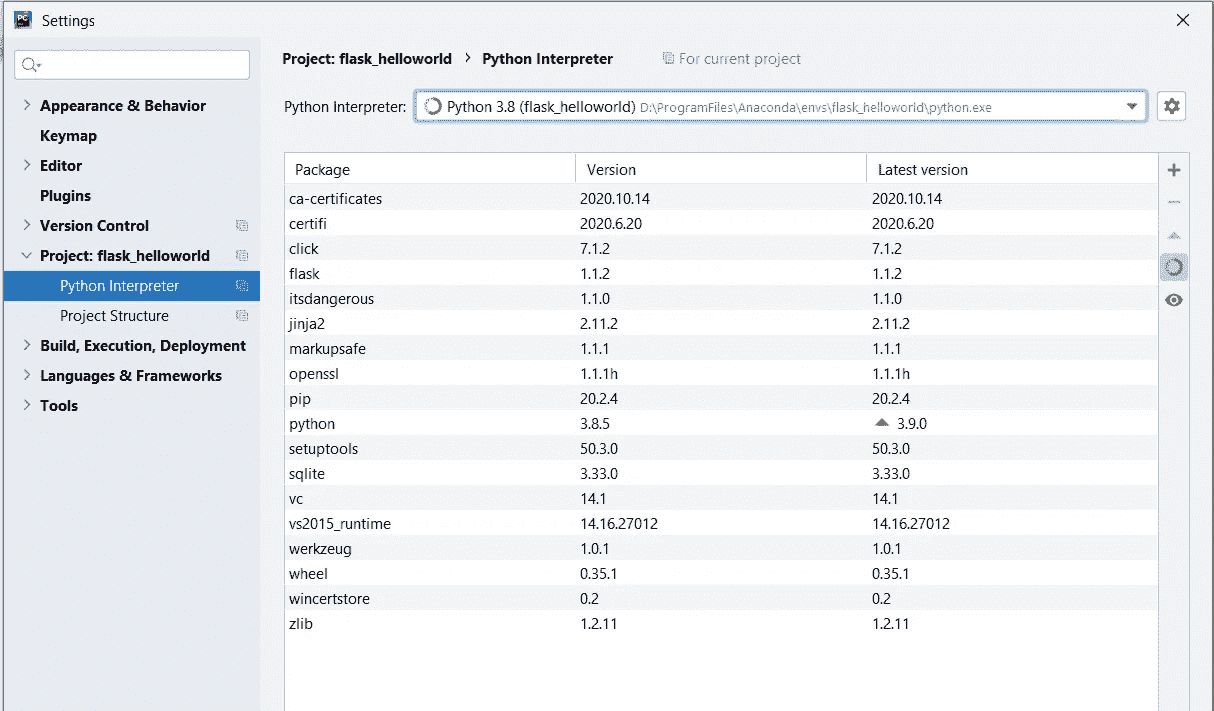 PC
Settings
Project: flask_helloworld > Python Interpreter For current project
Appearance & Behavior
Keymap
Editor
Plugins
Version Control
Project: flask_helloworld
Python Interpreter
Project Structure
Build, Execution, Deployment
Languages & Frameworks
Tools
Python Interpreter: Python 3.8 (flask_helloworld) D:\ProgramFiles\Anaconda\envs\flask_helloworld\python.exe
Package Version Latest version
ca-certificates 2020.10.14 2020.10.14
certifi 2020.6.20 2020.6.20
click 7.1.2 7.1.2
flask 1.1.2 1.1.2
itsdangerous 1.1.0 1.1.0
jinja2 2.11.2 2.11.2
markupsafe 1.1.1 1.1.1
openssl 1.1.1h 1.1.1h
pip 20.2.4 20.2.4
python 3.8.5 3.9.0
setuptools 50.3.0 50.3.0
sqlite 3.33.0 3.33.0
vc 14.1 14.1
vs2015_runtime 14.16.27012 14.16.27012
werkzeug 1.0.1 1.0.1
wheel 0.35.1 0.35.1
wincertstore 0.2 0.2
zlib 1.2.11 1.2.11